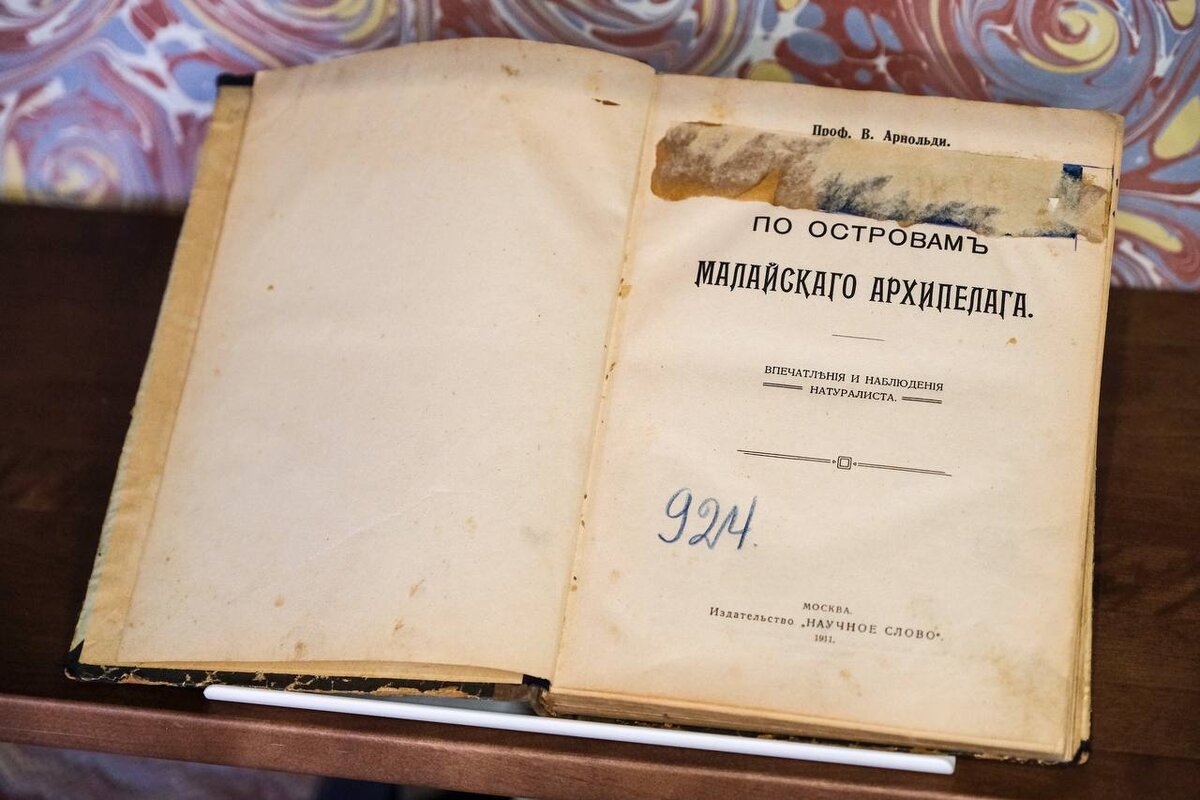 Проф. В. Арнольди.
ПО ОСТРОВАМЪ
МАЛАЙСКАГО АРХИПЕЛАГА.
ВПЕЧАТЛѢНІЯ И НАБЛЮДЕНІЯ
НАТУРАЛИСТА.
924.
МОСКВА.
Издательство „НАУЧНОЕ СЛОВО".
1911.